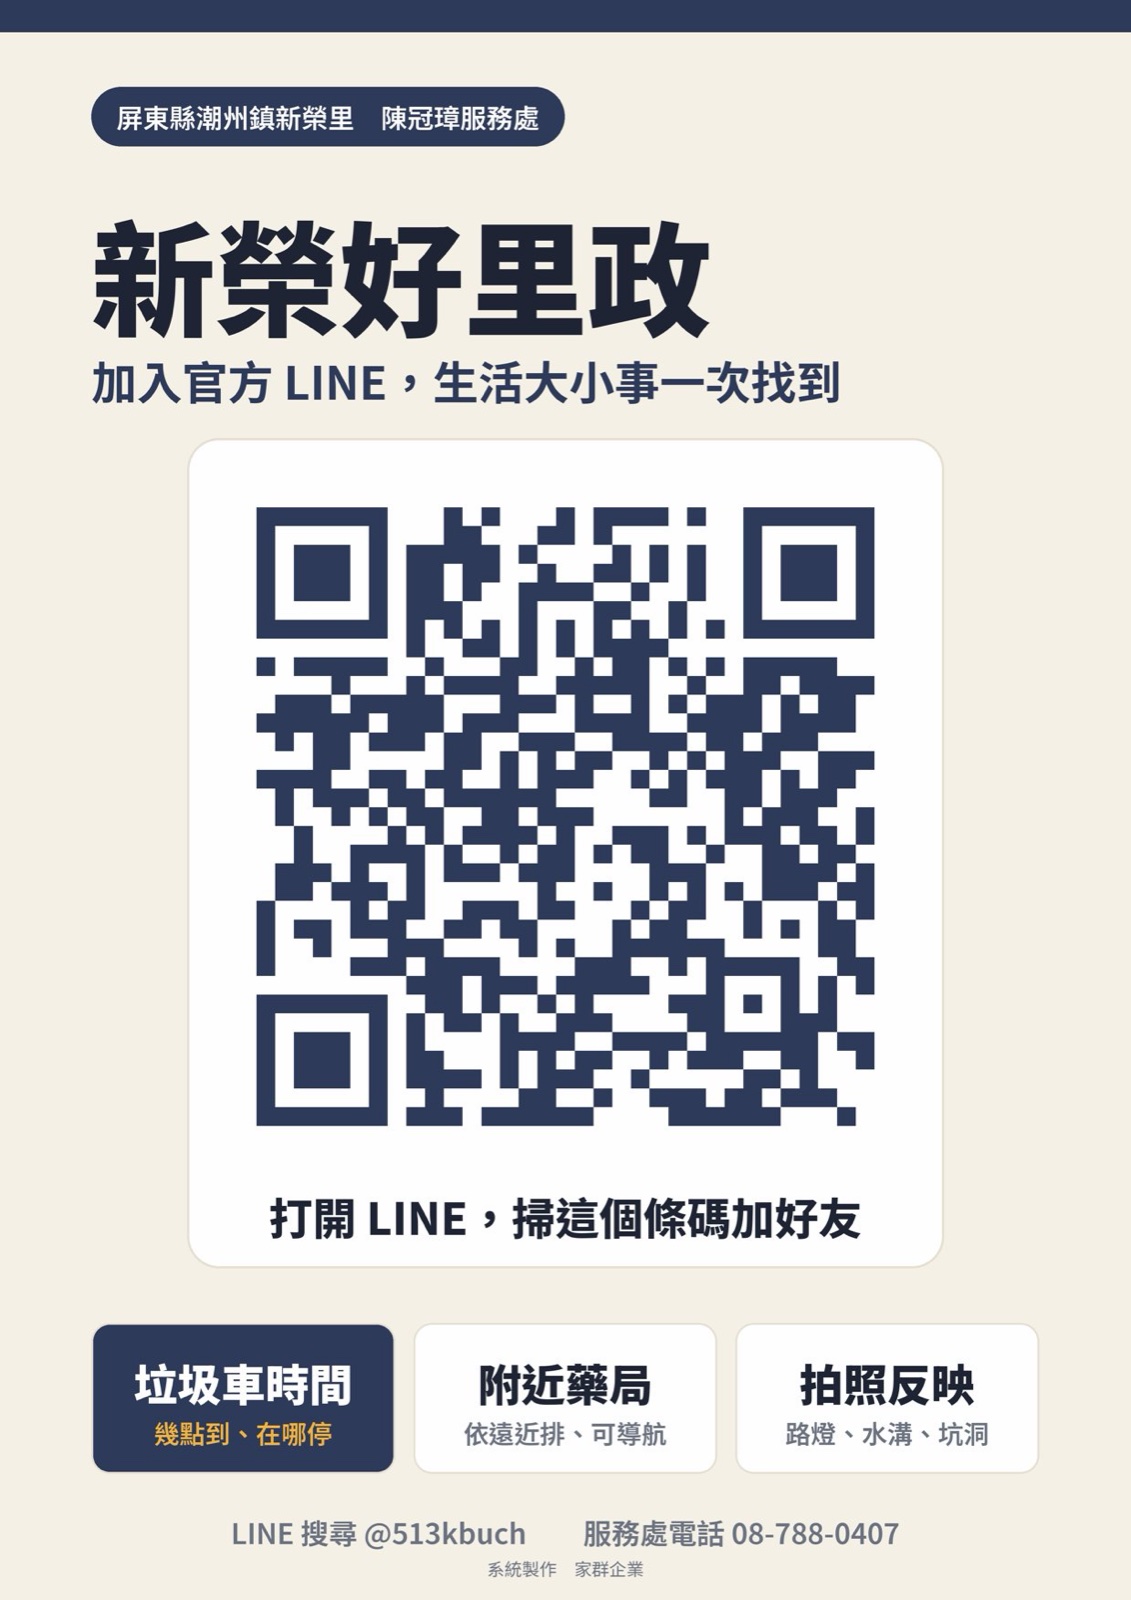 屏東縣潮州鎮新榮里 陳冠璋服務處
新榮好里政
加入官方 LINE，生活大小事一次找到
打開 LINE，掃這個條碼加好友
垃圾車時間
幾點到、在哪停
附近藥局
依遠近排、可導航
拍照反映
路燈、水溝、坑洞
LINE 搜尋 @513kbuch 服務處電話 08-788-0407
系統製作 家群企業